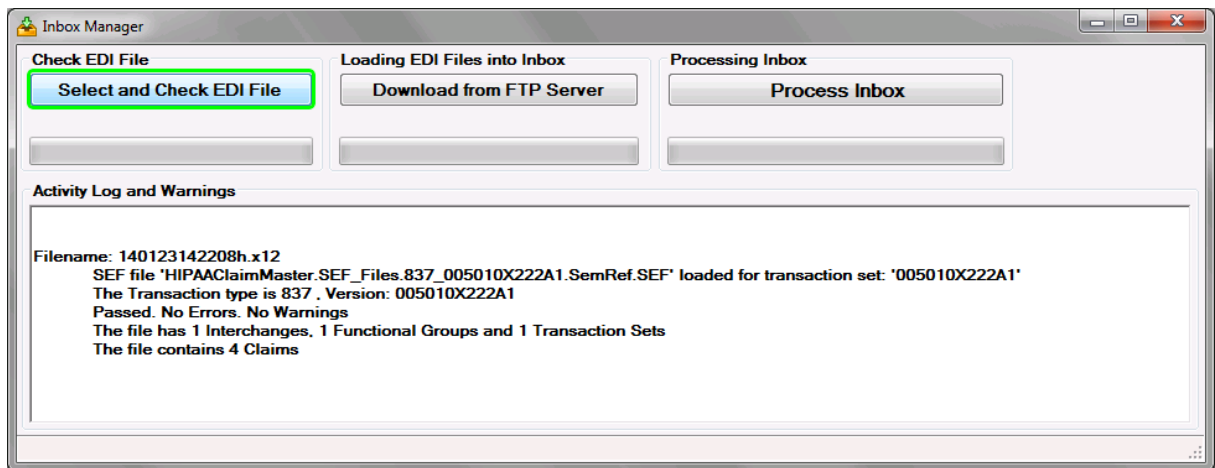 Inbox Manager
Check EDI File
Loading EDI Files into Inbox
Processing Inbox
Select and Check EDI File
Download from FTP Server
Process Inbox
Activity Log and Warnings
Filename: 140123142208h.x12
SEF file 'HIPAAClaimMaster.SEF_Files.837_005010X222A1.SemRef.SEF' loaded for transaction set: '005010X222A1'
The Transaction type is 837 , Version: 005010X222A1
Passed. No Errors. No Warnings
The file has 1 Interchanges, 1 Functional Groups and 1 Transaction Sets
The file contains 4 Claims